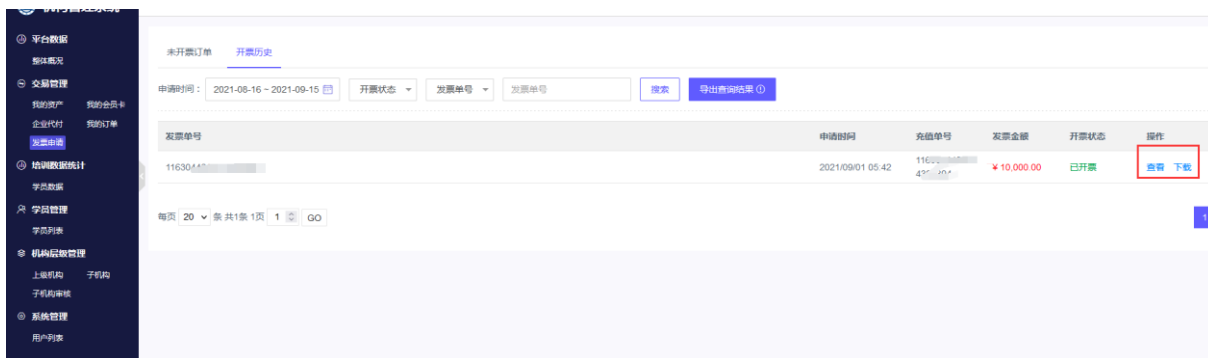 平台数据
整体概况
交易管理
我的资产 我的会员卡
企业代付 我的订单
发票申请
培训数据统计
学员数据
学员管理
学员列表
机构层级管理
上级机构 子机构
子机构审核
系统管理
用户列表
未开票订单 开票历史
申请时间: 2021-08-16 ~ 2021-09-15 开票状态 发票单号 发票单号 搜索 导出查询结果
发票单号 申请时间 充值单号 发票金额 开票状态 操作
2021/09/01 05:42 ¥ 10,000.00 已开票 查看 下载
每页 20 条 共1条 1页 1 GO
1